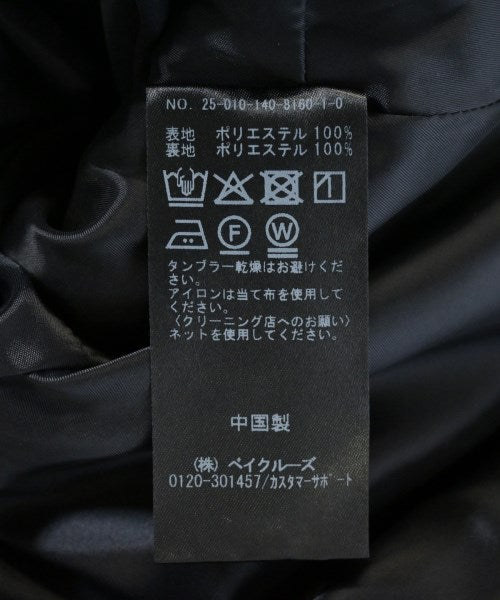 NO. 25-010-140-8160-1-0
表地 ポリエステル 100%
裏地 ポリエステル 100%
F W
タンブラー乾燥はお避けくだ
さい。
アイロンは当て布を使用して
ください。
〈クリーニング店へのお願い〉
ネットを使用してください。
中国製
(株) ベイクルーズ
0120-301457/カスタマーサポート